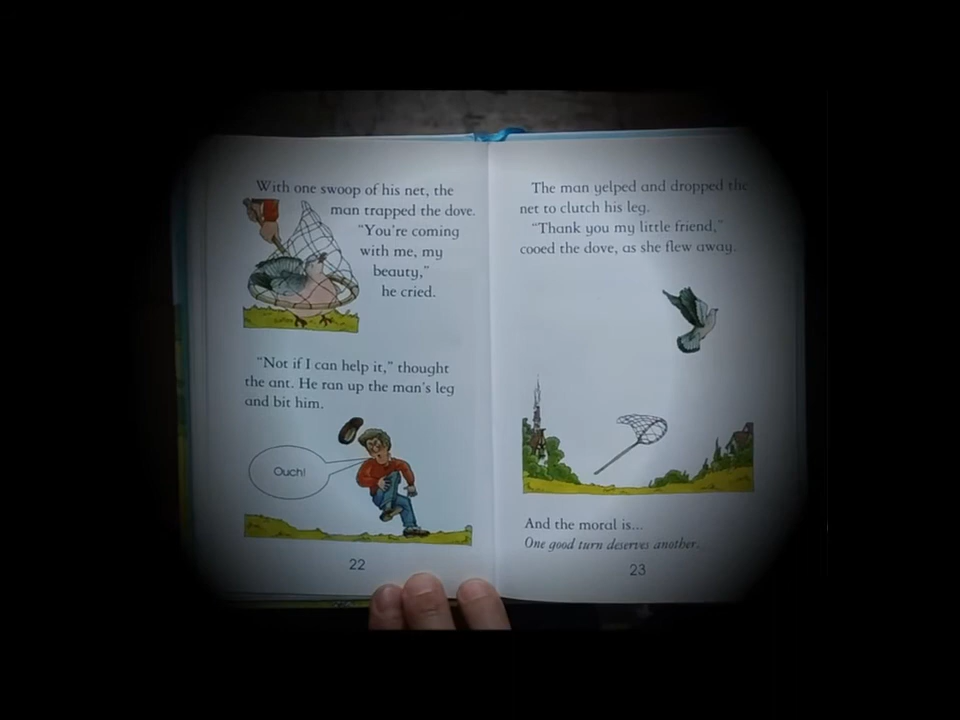 With one swoop of his net, the
man trapped the dove.
"You're coming
with me, my
beauty,"
he cried.
"Not if I can help it," thought
the ant. He ran up the man's leg
and bit him.
Ouch!
22
The man yelped and dropped the
net to clutch his leg.
"Thank you my little friend,"
cooed the dove, as she flew away.
And the moral is...
One good turn deserves another.
23